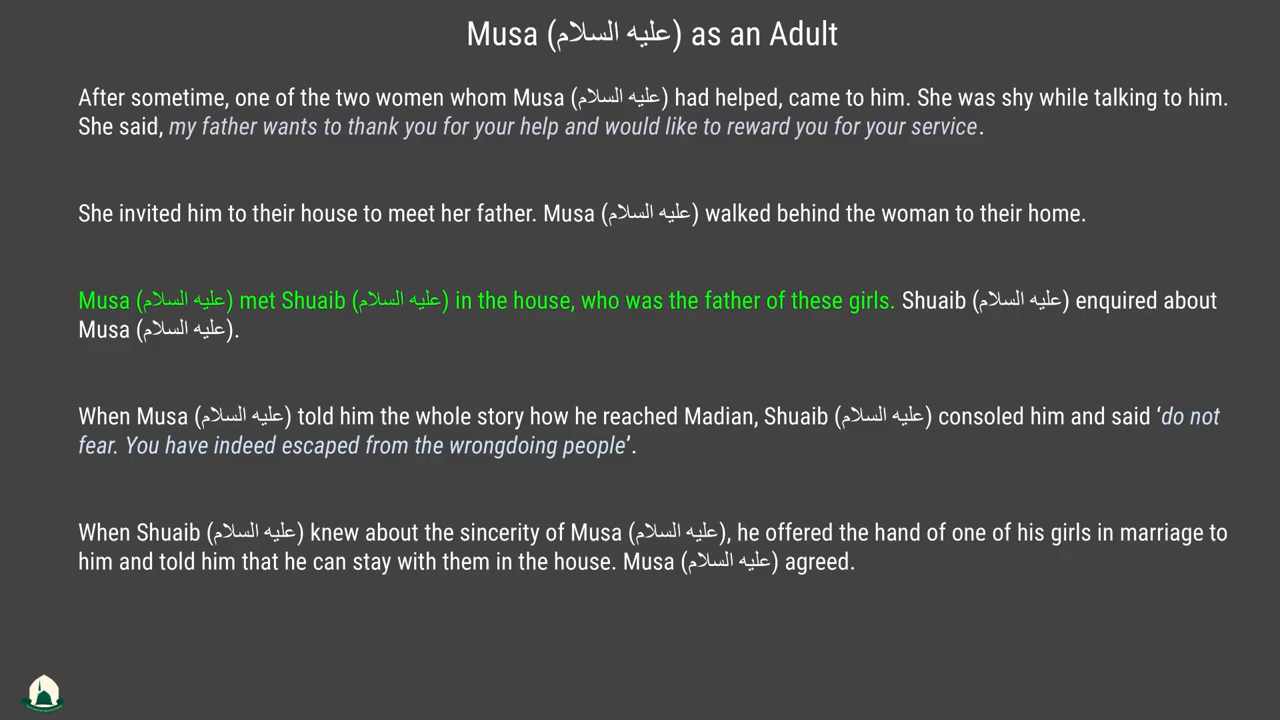 Musa (عليه السلام) as an Adult
After sometime, one of the two women whom Musa (عليه السلام) had helped, came to him. She was shy while talking to him.
She said, my father wants to thank you for your help and would like to reward you for your service.
She invited him to their house to meet her father. Musa (عليه السلام) walked behind the woman to their home.
Musa (عليه السلام) met Shuaib (عليه السلام) in the house, who was the father of these girls. Shuaib (عليه السلام) enquired about
Musa (عليه السلام).
When Musa (عليه السلام) told him the whole story how he reached Madian, Shuaib (عليه السلام) consoled him and said ‘do not
fear. You have indeed escaped from the wrongdoing people’.
When Shuaib (عليه السلام) knew about the sincerity of Musa (عليه السلام), he offered the hand of one of his girls in marriage to
him and told him that he can stay with them in the house. Musa (عليه السلام) agreed.